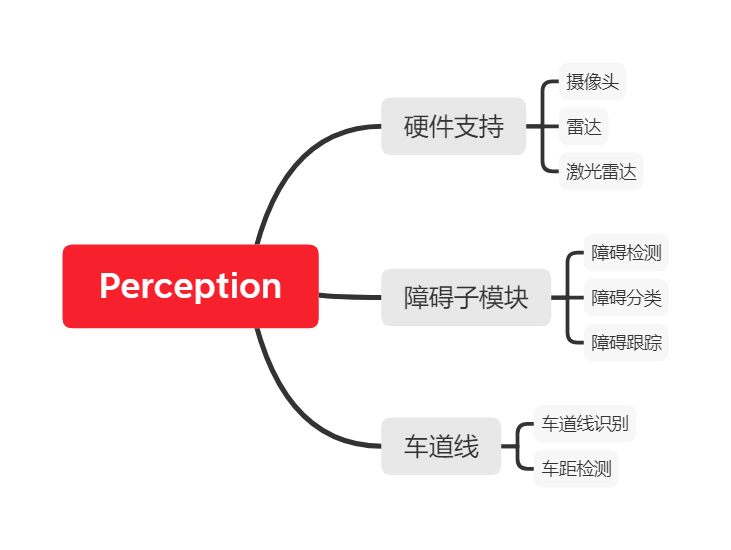 Perception
硬件支持
摄像头
雷达
激光雷达
障碍子模块
障碍检测
障碍分类
障碍跟踪
车道线
车道线识别
车距检测